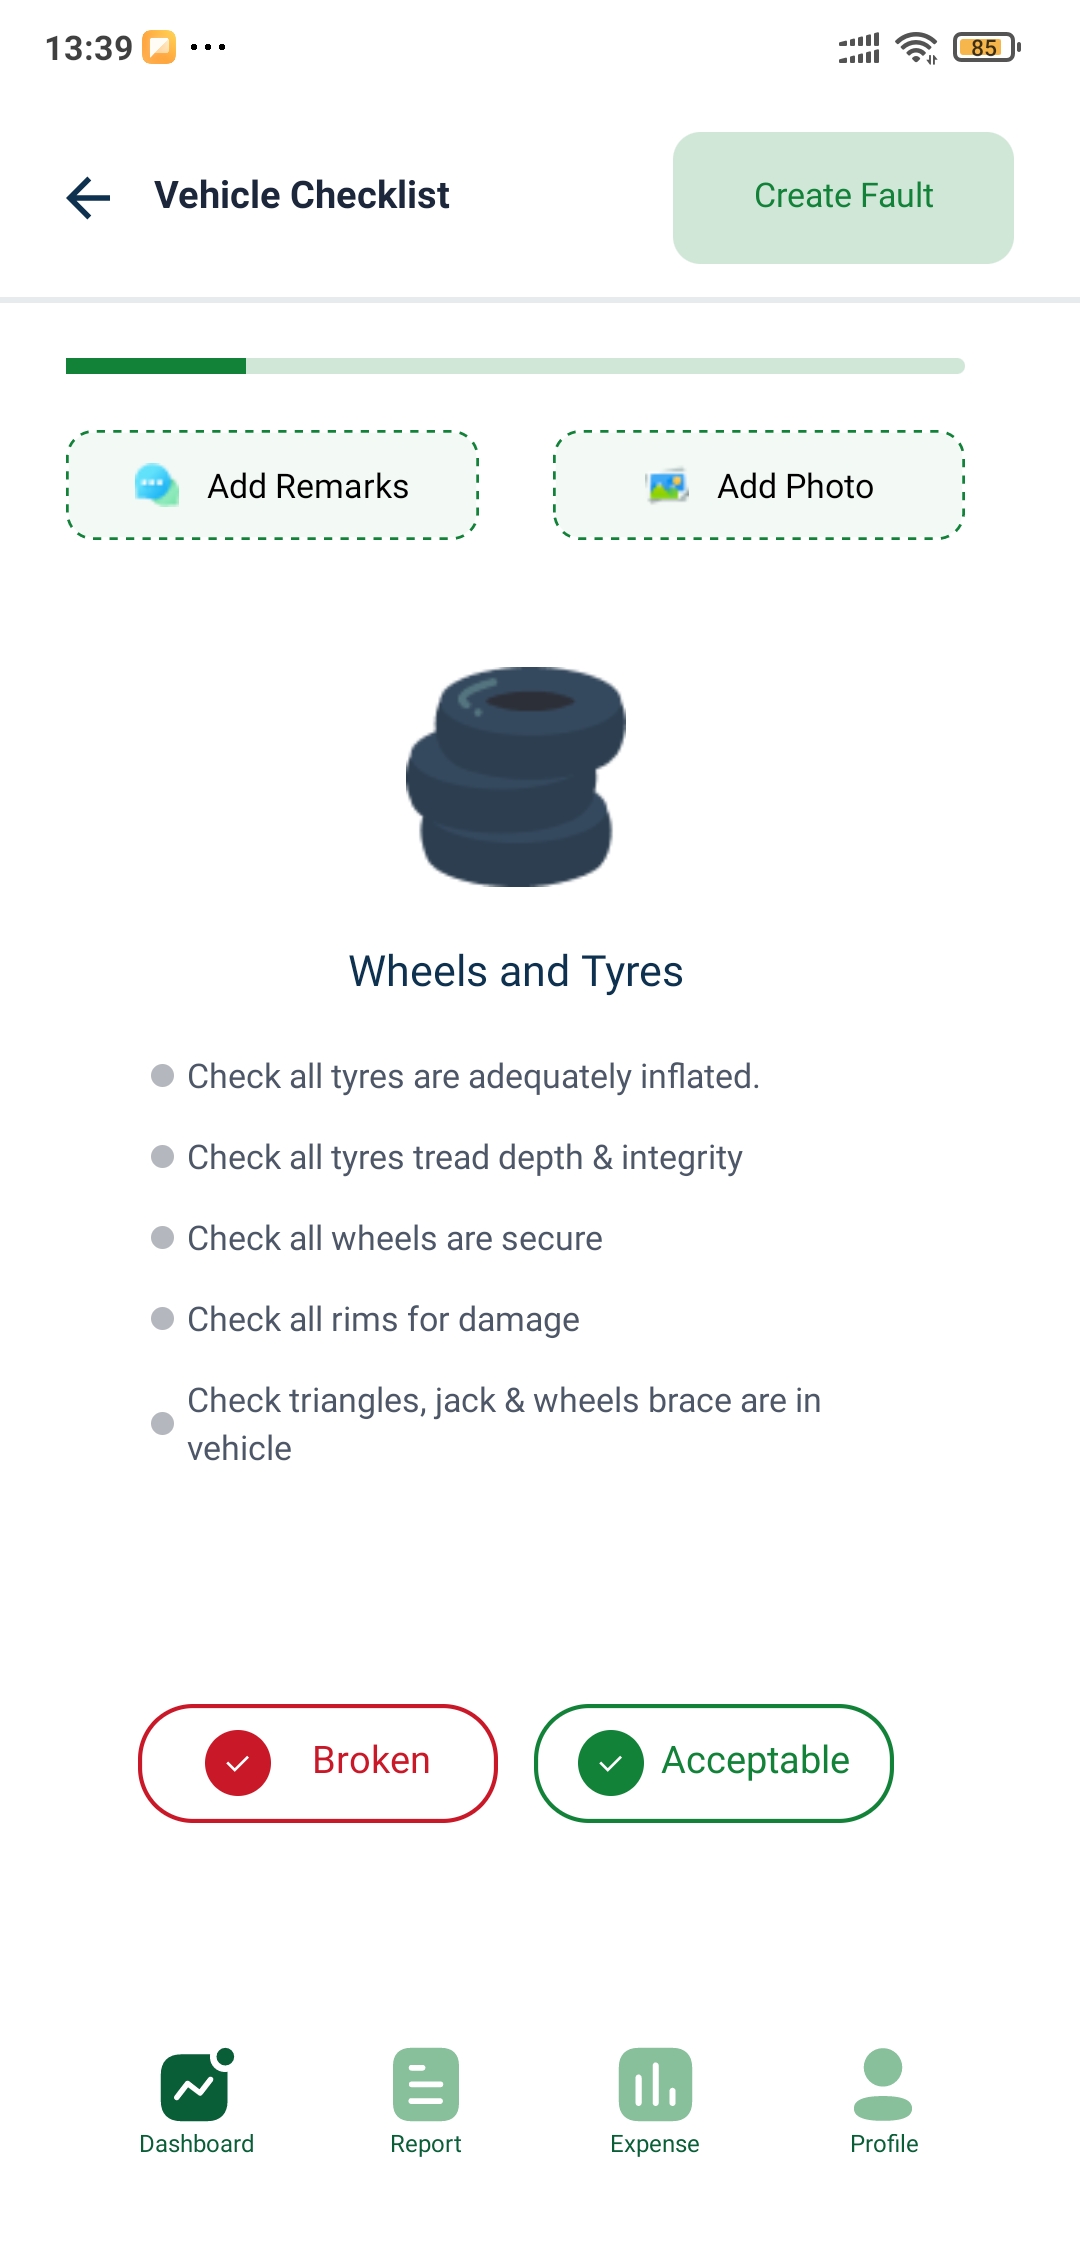 13:39
85
Vehicle Checklist
Create Fault
Add Remarks
Add Photo
Wheels and Tyres
Check all tyres are adequately inflated.
Check all tyres tread depth & integrity
Check all wheels are secure
Check all rims for damage
Check triangles, jack & wheels brace are in
vehicle
Broken
Acceptable
Dashboard
Report
Expense
Profile